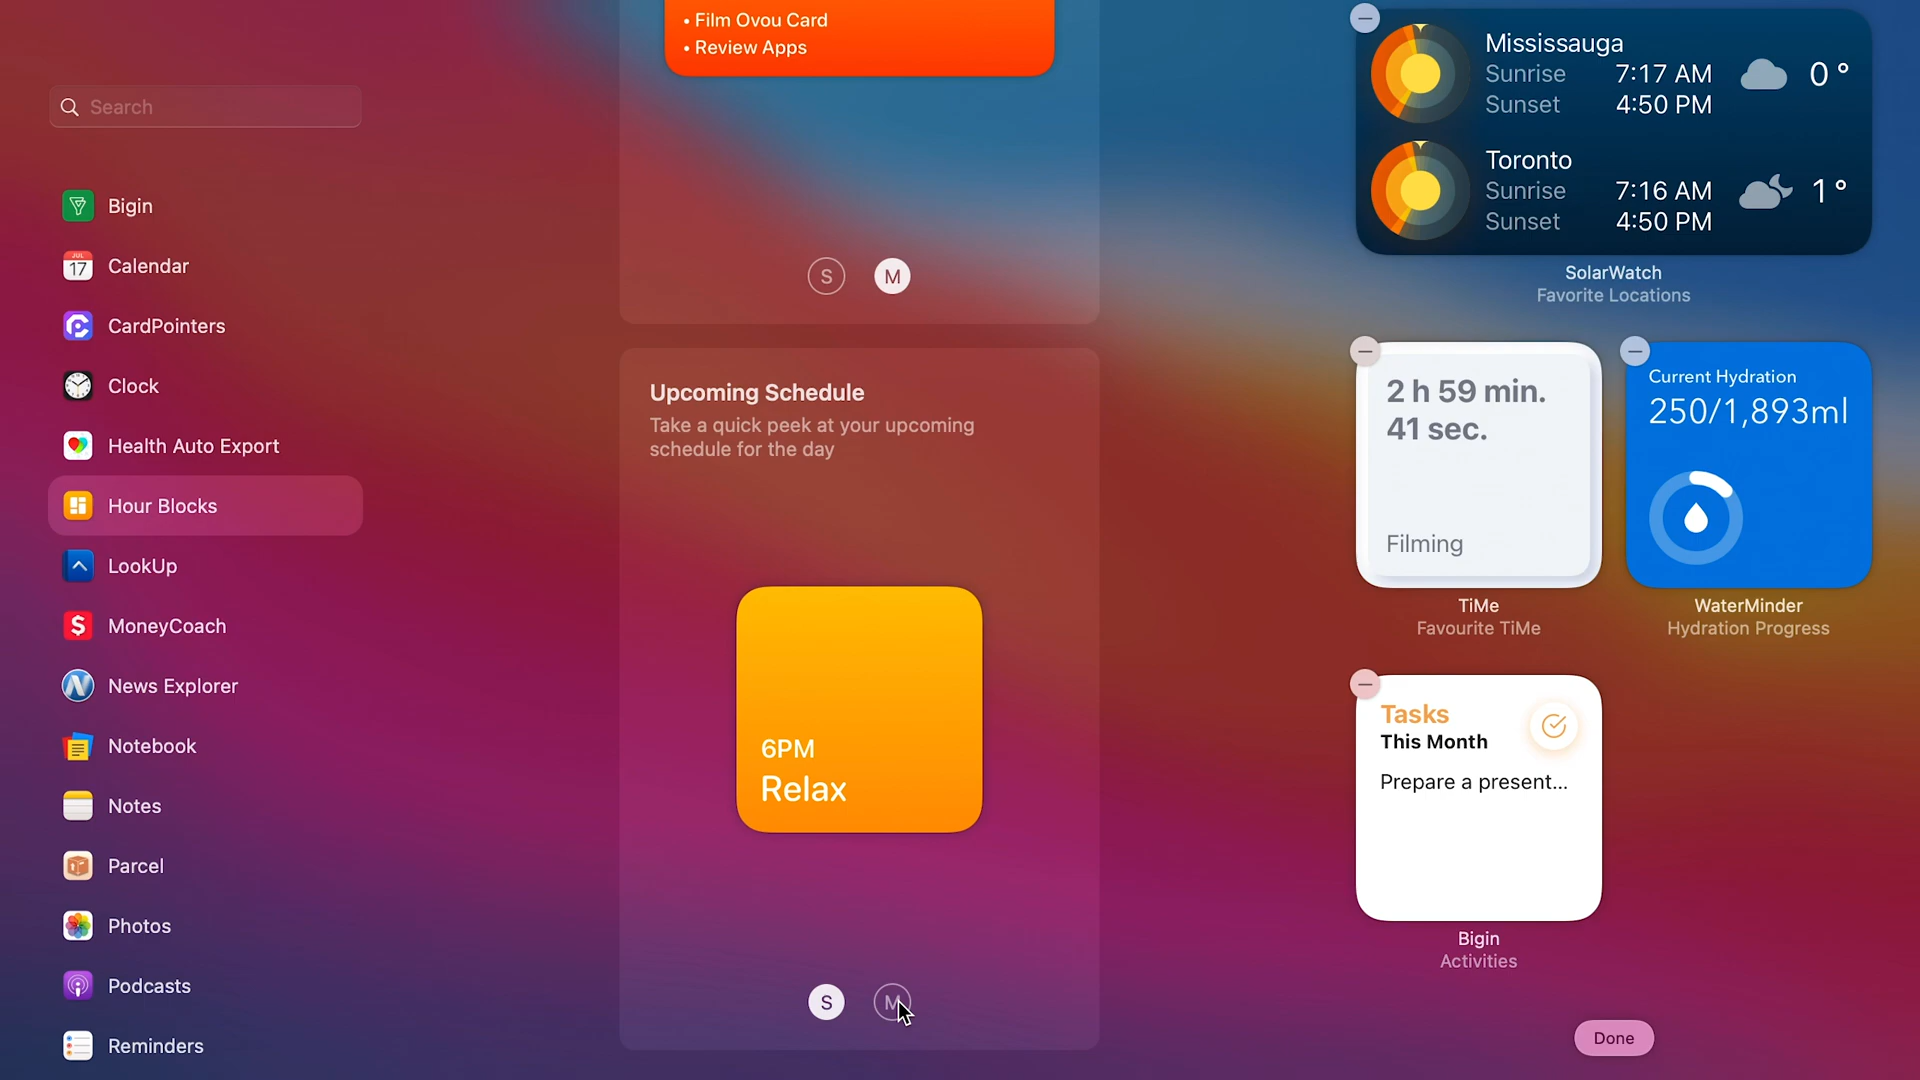 Search
Bigin
JUL
17
Calendar
CardPointers
Clock
Health Auto Export
Hour Blocks
LookUp
$
MoneyCoach
N
News Explorer
Notebook
Notes
Parcel
Photos
Podcasts
Reminders
• Film Ovou Card
• Review Apps
S
M
Upcoming Schedule
Take a quick peek at your upcoming
schedule for the day
6PM
Relax
S
M
Mississauga
Sunrise 7:17 AM 0°
Sunset 4:50 PM
Toronto
Sunrise 7:16 AM 1°
Sunset 4:50 PM
SolarWatch
Favorite Locations
2 h 59 min.
41 sec.
Filming
TiMe
Favourite TiMe
Current Hydration
250/1,893ml
WaterMinder
Hydration Progress
Tasks
This Month
Prepare a present...
Bigin
Activities
Done